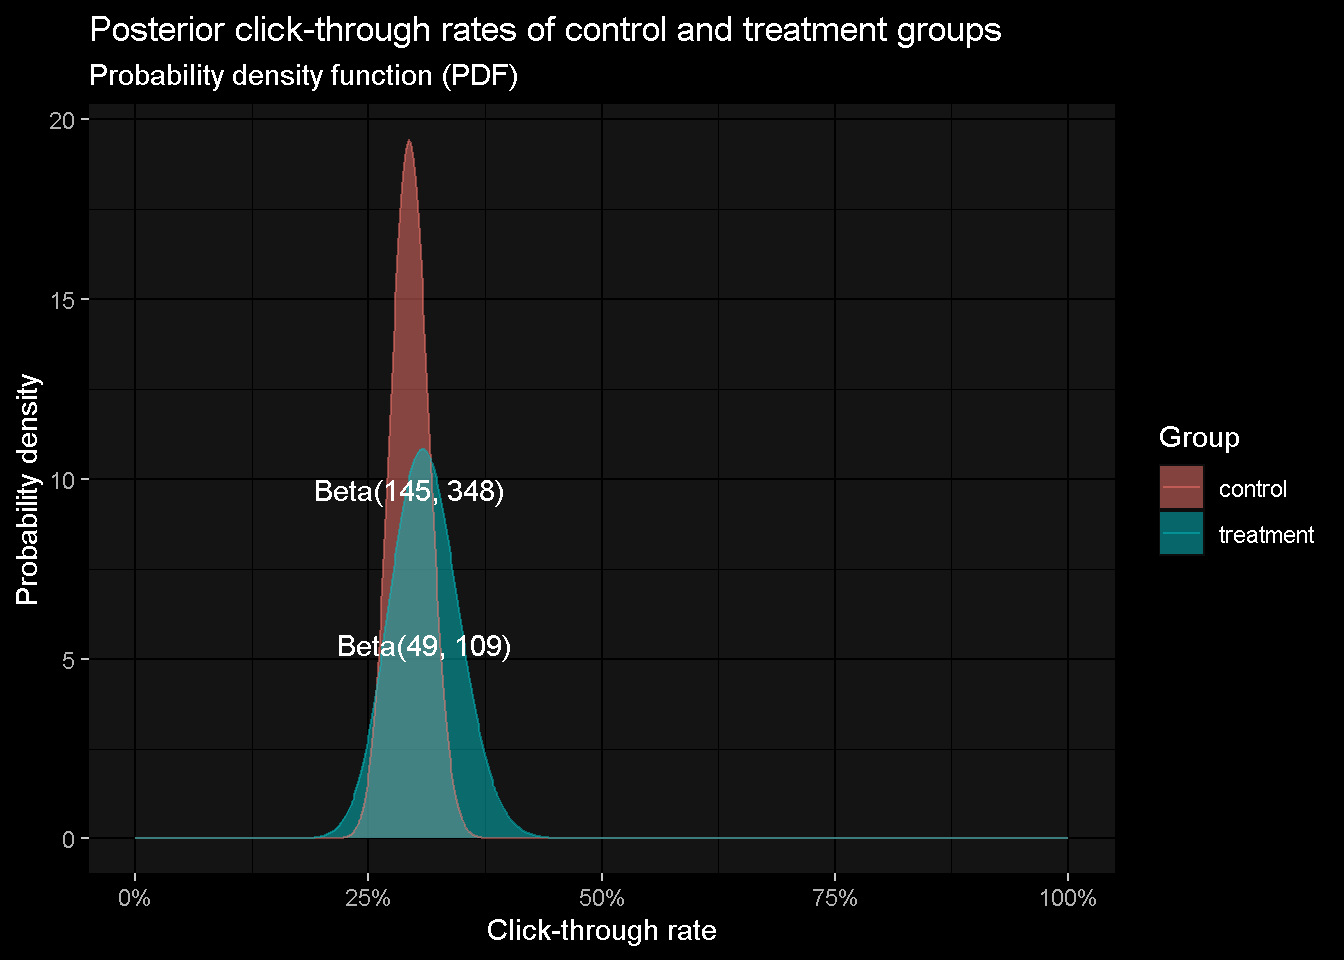 Posterior click-through rates of control and treatment groups
Probability density function (PDF)
20
15
10
5
0
Probability density
Beta(145, 348)
Beta(49, 109)
0%
25%
50%
75%
100%
Click-through rate
Group
control
treatment